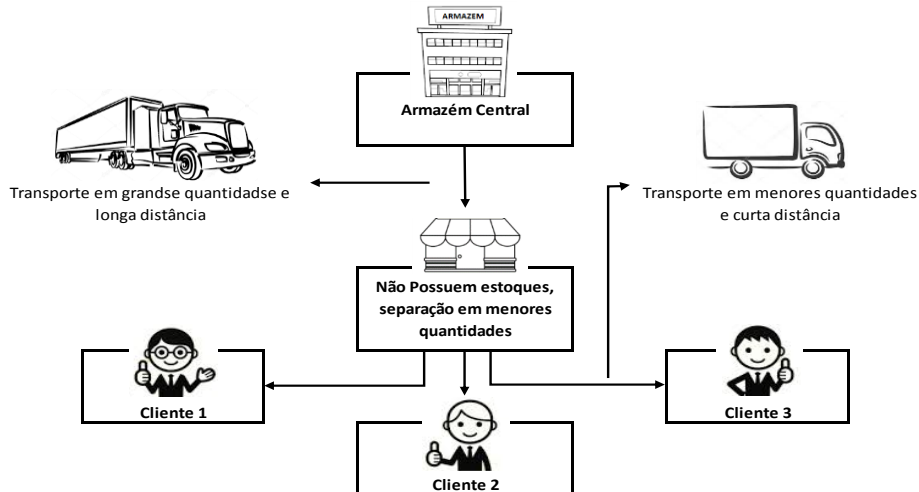 ARMAZEM
Armazém Central
Transporte em grandse quantidadse e
longa distância
Transporte em menores quantidades
e curta distância
Não Possuem estoques,
separação em menores
quantidades
Cliente 1
Cliente 3
Cliente 2